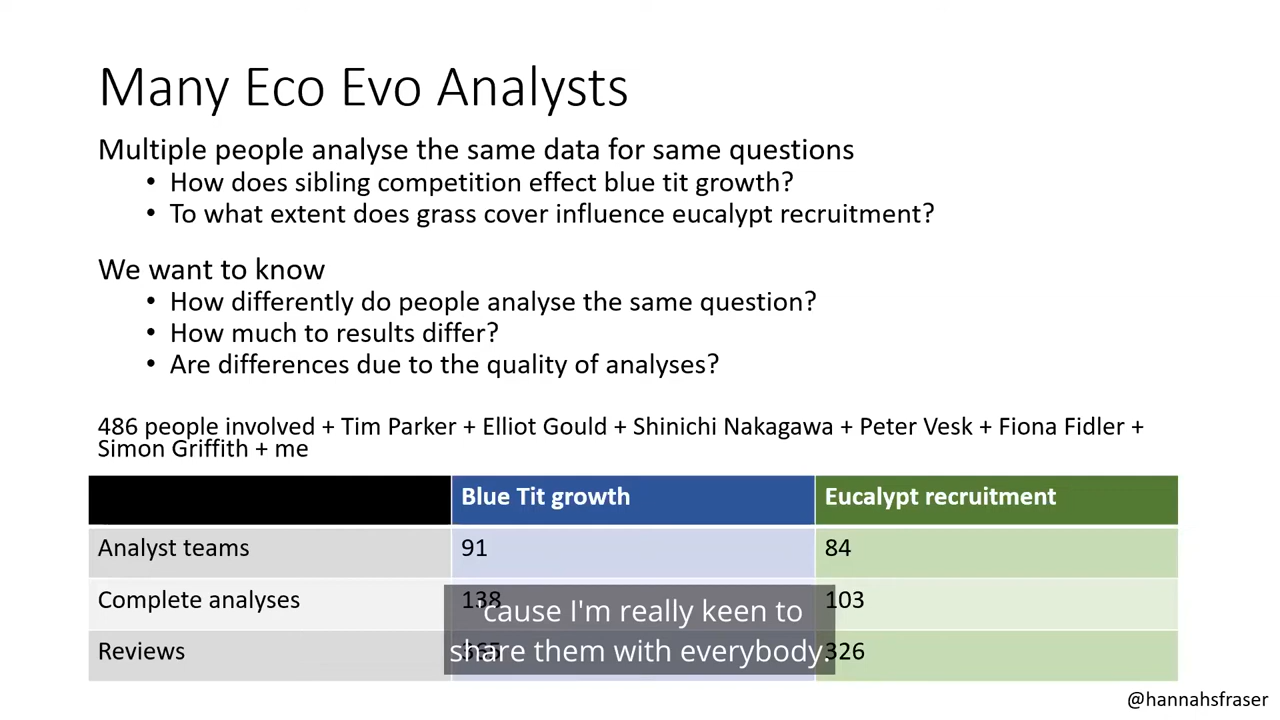 Many Eco Evo Analysts
Multiple people analyse the same data for same questions
• How does sibling competition effect blue tit growth?
• To what extent does grass cover influence eucalypt recruitment?
We want to know
• How differently do people analyse the same question?
• How much to results differ?
• Are differences due to the quality of analyses?
486 people involved + Tim Parker + Elliot Gould + Shinichi Nakagawa + Peter Vesk + Fiona Fidler +
Simon Griffith + me
Blue Tit growth Eucalypt recruitment
Analyst teams 91 84
Complete analyses 138 103
Reviews 326
'cause I'm really keen to
share them with everybody.
@hannahsfraser